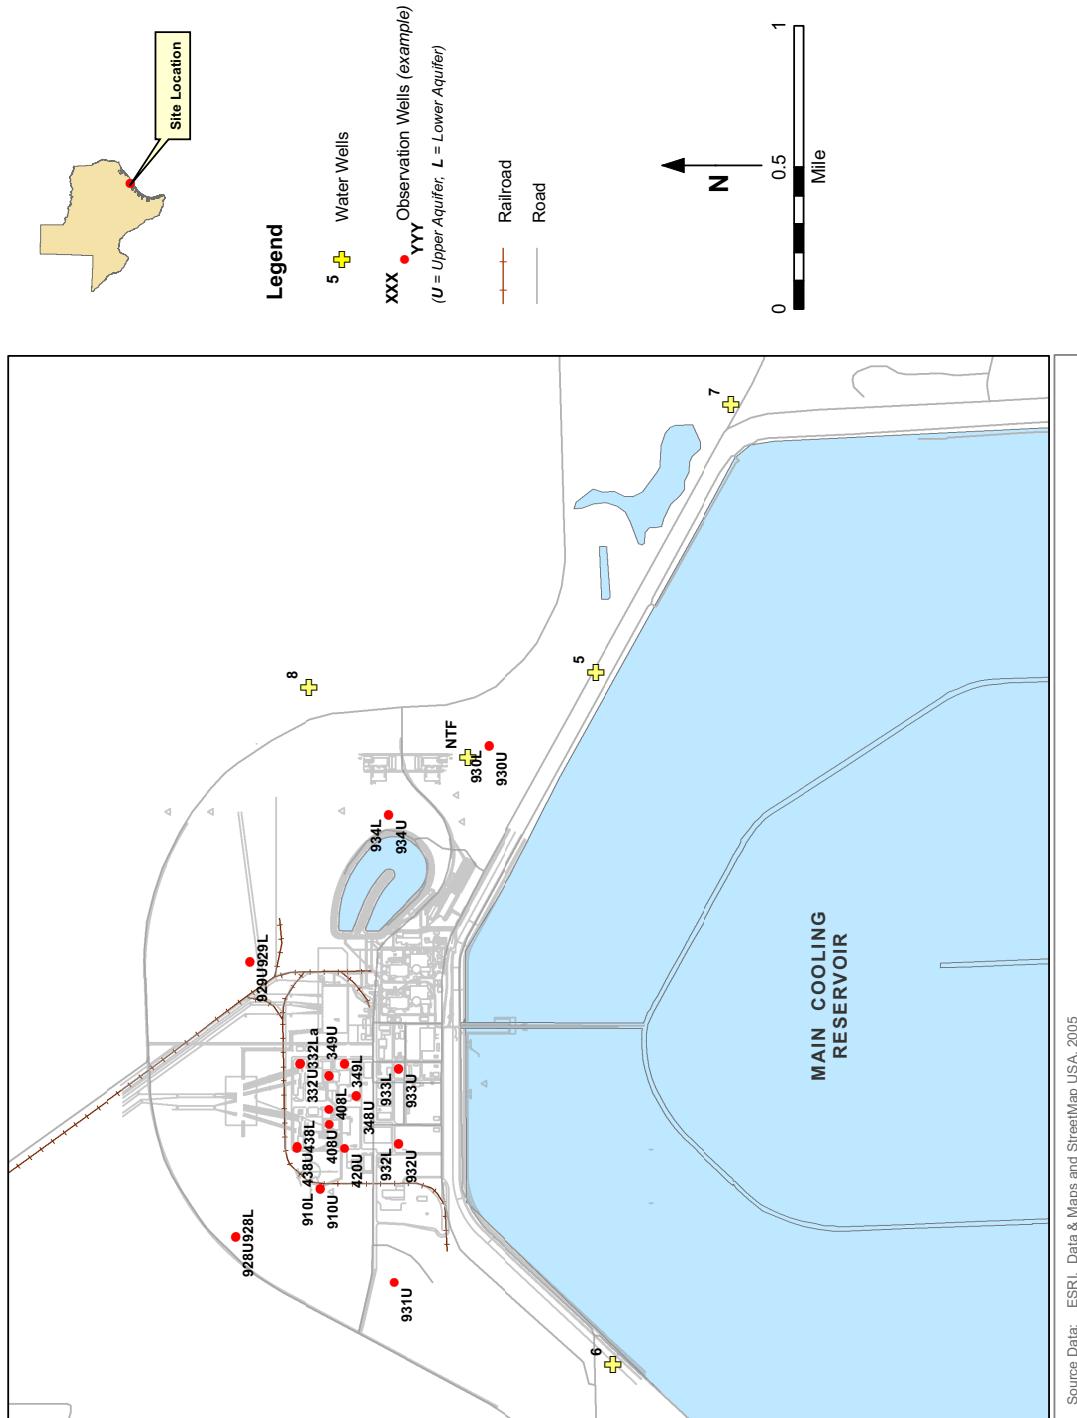 Site Location
Legend
5
Water Wells
XXX
YYY
Observation Wells (example)
(U = Upper Aquifer, L = Lower Aquifer)
Railroad
Road
N
0
0.5
1
Mile
7
8
5
NTF
930L
930U
934L
934U
929U929L
332U332La
349U
349L
408L
348U
933L
933U
438U438L
408U
420U
932L
932U
910L
910U
928U928L
931U
6
MAIN COOLING
RESERVOIR
Source Data: ESRI, Data & Maps and StreetMap USA, 2005